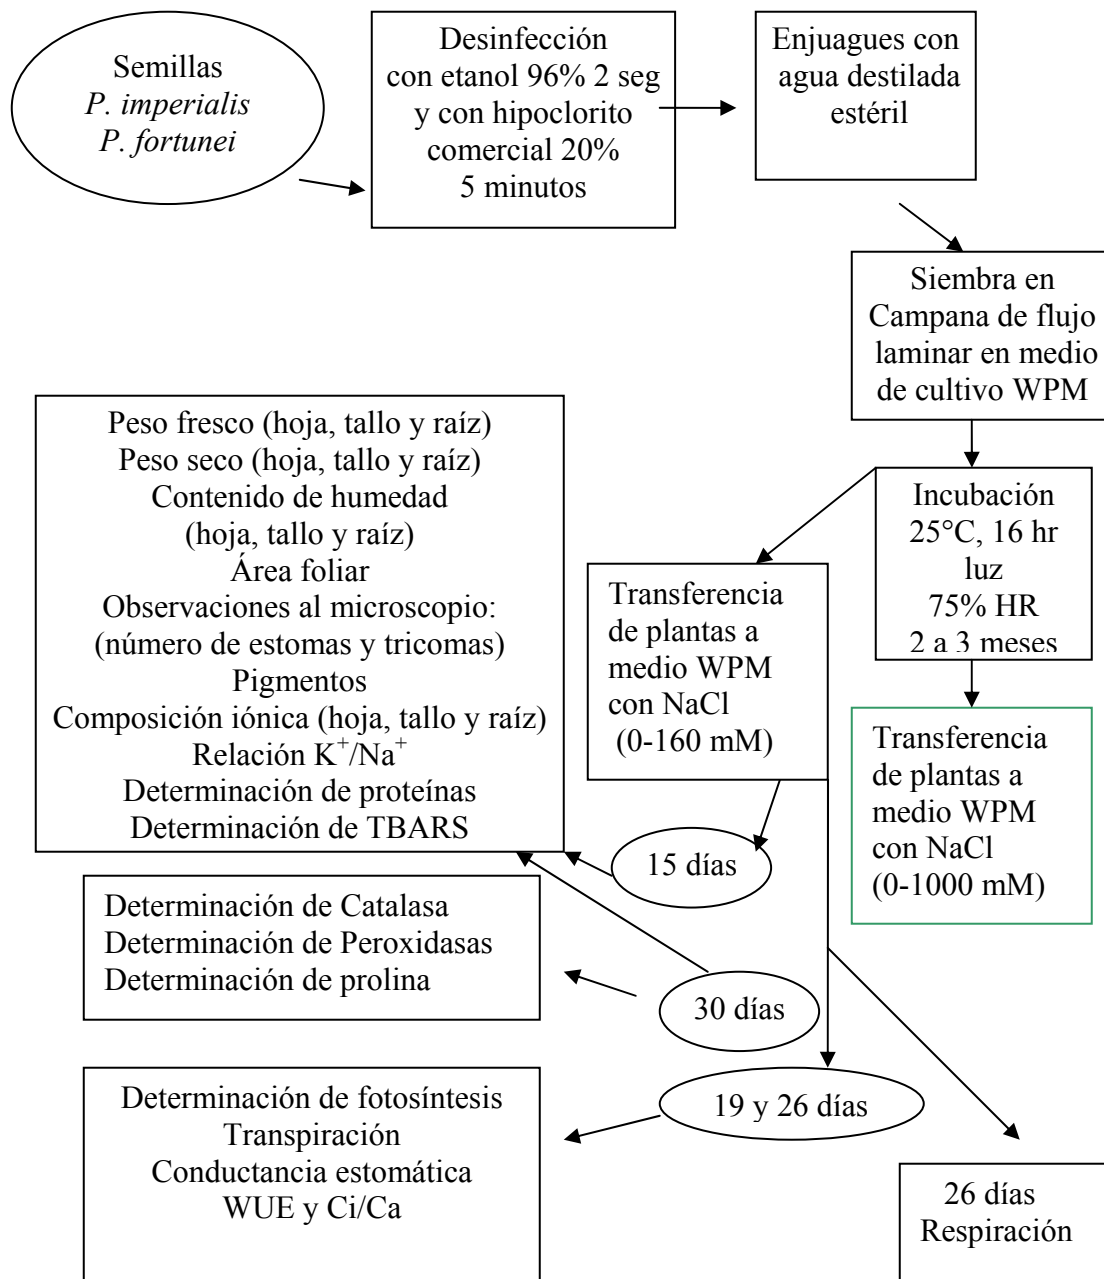 Semillas
P. imperialis
P. fortunei
Desinfección
con etanol 96% 2 seg
y con hipoclorito
comercial 20%
5 minutos
Enjuagues con
agua destilada
estéril
Siembra en
Campana de flujo
laminar en medio
de cultivo WPM
Incubación
25°C, 16 hr
luz
75% HR
2 a 3 meses
Transferencia
de plantas a
medio WPM
con NaCl
(0-160 mM)
Transferencia
de plantas a
medio WPM
con NaCl
(0-1000 mM)
Peso fresco (hoja, tallo y raíz)
Peso seco (hoja, tallo y raíz)
Contenido de humedad
(hoja, tallo y raíz)
Área foliar
Observaciones al microscopio:
(número de estomas y tricomas)
Pigmentos
Composición iónica (hoja, tallo y raíz)
Relación K⁺/Na⁺
Determinación de proteínas
Determinación de TBARS
15 días
Determinación de Catalasa
Determinación de Peroxidasas
Determinación de prolina
30 días
Determinación de fotosíntesis
Transpiración
Conductancia estomática
WUE y Ci/Ca
19 y 26 días
26 días
Respiración